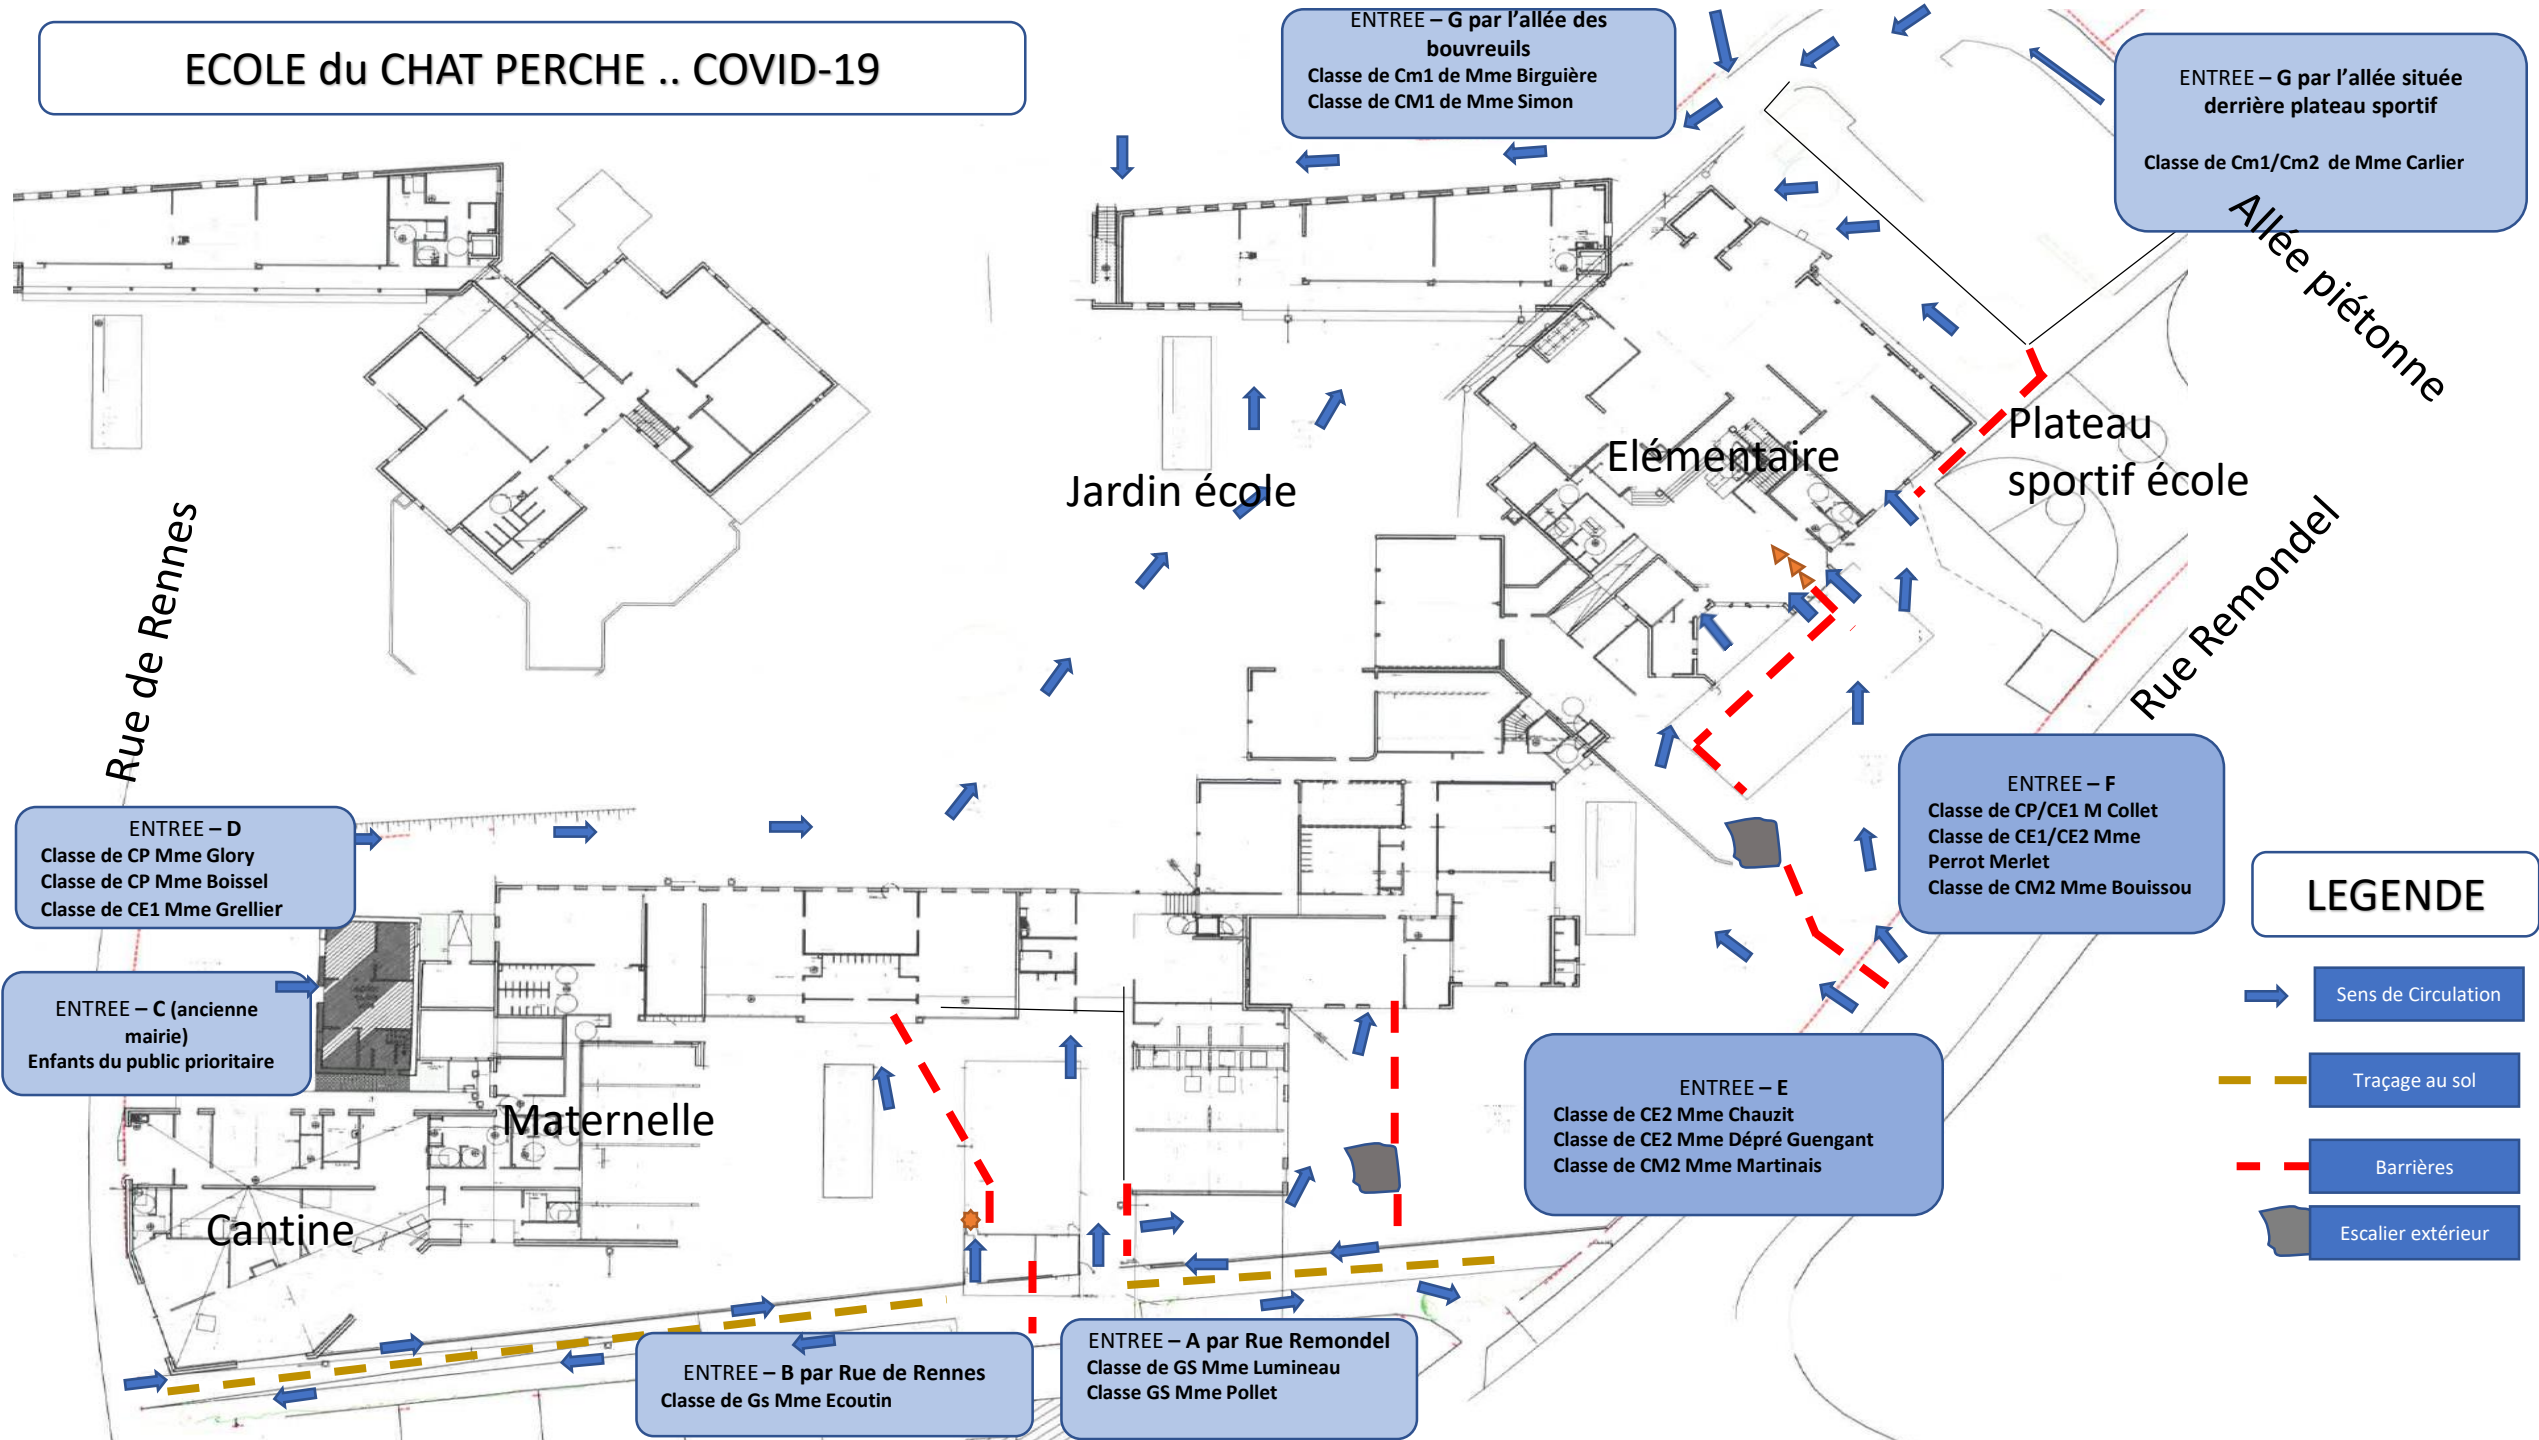 ECOLE du CHAT PERCHE .. COVID-19
ENTREE – G par l’allée des
bouvreuils
Classe de Cm1 de Mme Birguière
Classe de CM1 de Mme Simon
ENTREE – G par l’allée située
derrière plateau sportif
Classe de Cm1/Cm2 de Mme Carlier
Allée piétonne
Plateau
sportif école
Elémentaire
Jardin école
Rue de Rennes
Rue Remondel
ENTREE – D
Classe de CP Mme Glory
Classe de CP Mme Boissel
Classe de CE1 Mme Grellier
ENTREE – C (ancienne
mairie)
Enfants du public prioritaire
ENTREE – F
Classe de CP/CE1 M Collet
Classe de CE1/CE2 Mme
Perrot Merlet
Classe de CM2 Mme Bouissou
ENTREE – E
Classe de CE2 Mme Chauzit
Classe de CE2 Mme Dépré Guengant
Classe de CM2 Mme Martinais
Maternelle
Cantine
ENTREE – B par Rue de Rennes
Classe de Gs Mme Ecoutin
ENTREE – A par Rue Remondel
Classe de GS Mme Lumineau
Classe GS Mme Pollet
LEGENDE
Sens de Circulation
Traçage au sol
Barrières
Escalier extérieur